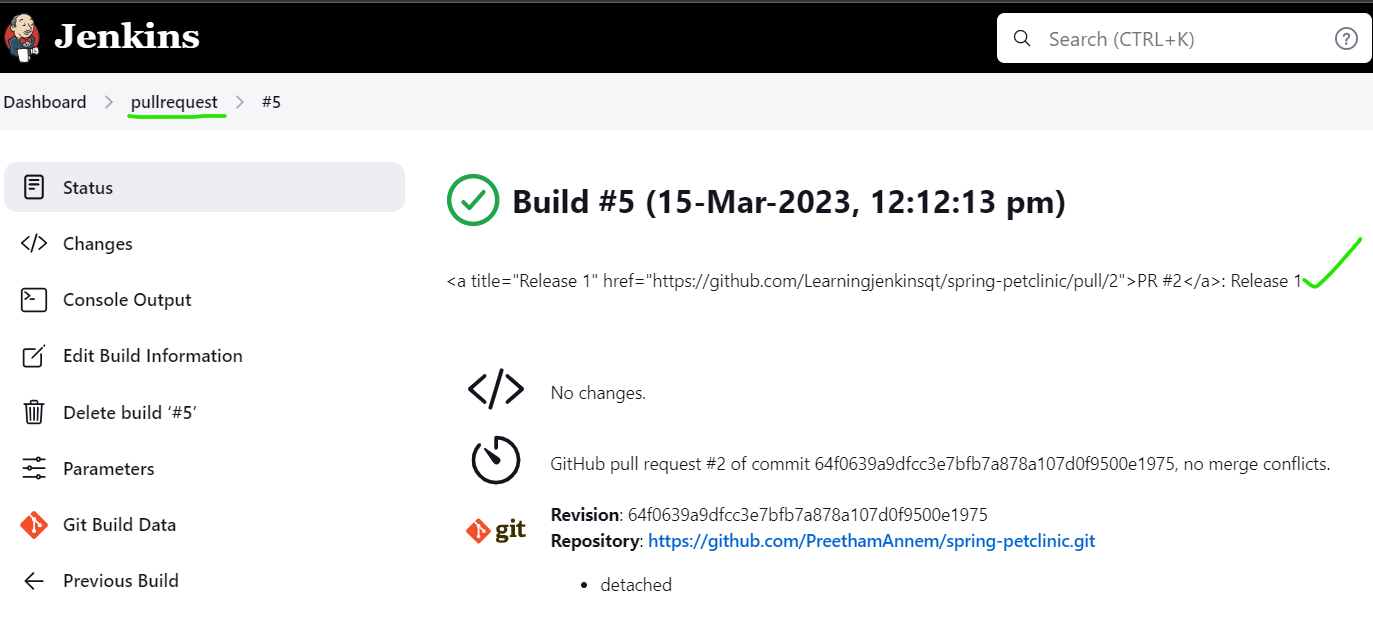 Jenkins
Search (CTRL+K)
Dashboard > pullrequest > #5
Status
Changes
Console Output
Edit Build Information
Delete build ‘#5’
Parameters
Git Build Data
Previous Build
Build #5 (15-Mar-2023, 12:12:13 pm)
<a title="Release 1" href="https://github.com/Learningjenkinsqt/spring-petclinic/pull/2">PR #2</a>: Release 1
No changes.
GitHub pull request #2 of commit 64f0639a9dfcc3e7bfb7a878a107d0f9500e1975, no merge conflicts.
git
Revision: 64f0639a9dfcc3e7bfb7a878a107d0f9500e1975
Repository: https://github.com/PreethamAnnem/spring-petclinic.git
• detached